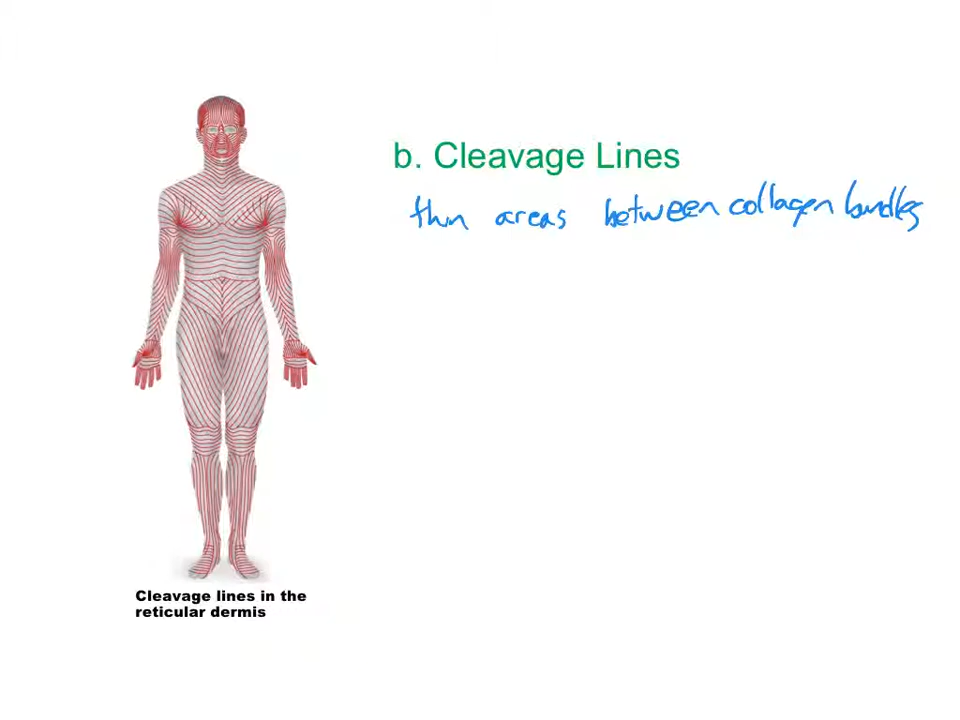 b. Cleavage Lines
thin areas between collagen bundles
Cleavage lines in the
reticular dermis